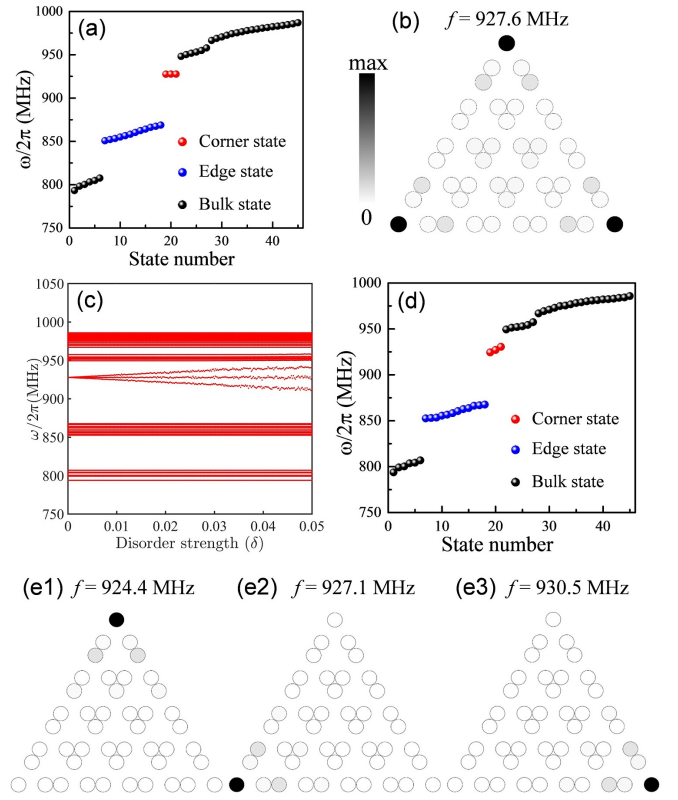 (a)
1000
950
900
850
800
750
ω/2π (MHz)
0 10 20 30 40
State number
Corner state
Edge state
Bulk state
(b) f = 927.6 MHz
max
0
(c)
1050
1000
950
900
850
800
750
ω/2π(MHz)
0 0.01 0.02 0.03 0.04 0.05
Disorder strength (δ)
(d)
1000
950
900
850
800
750
ω/2π (MHz)
0 10 20 30 40
State number
Corner state
Edge state
Bulk state
(e1) f = 924.4 MHz
(e2) f = 927.1 MHz
(e3) f = 930.5 MHz